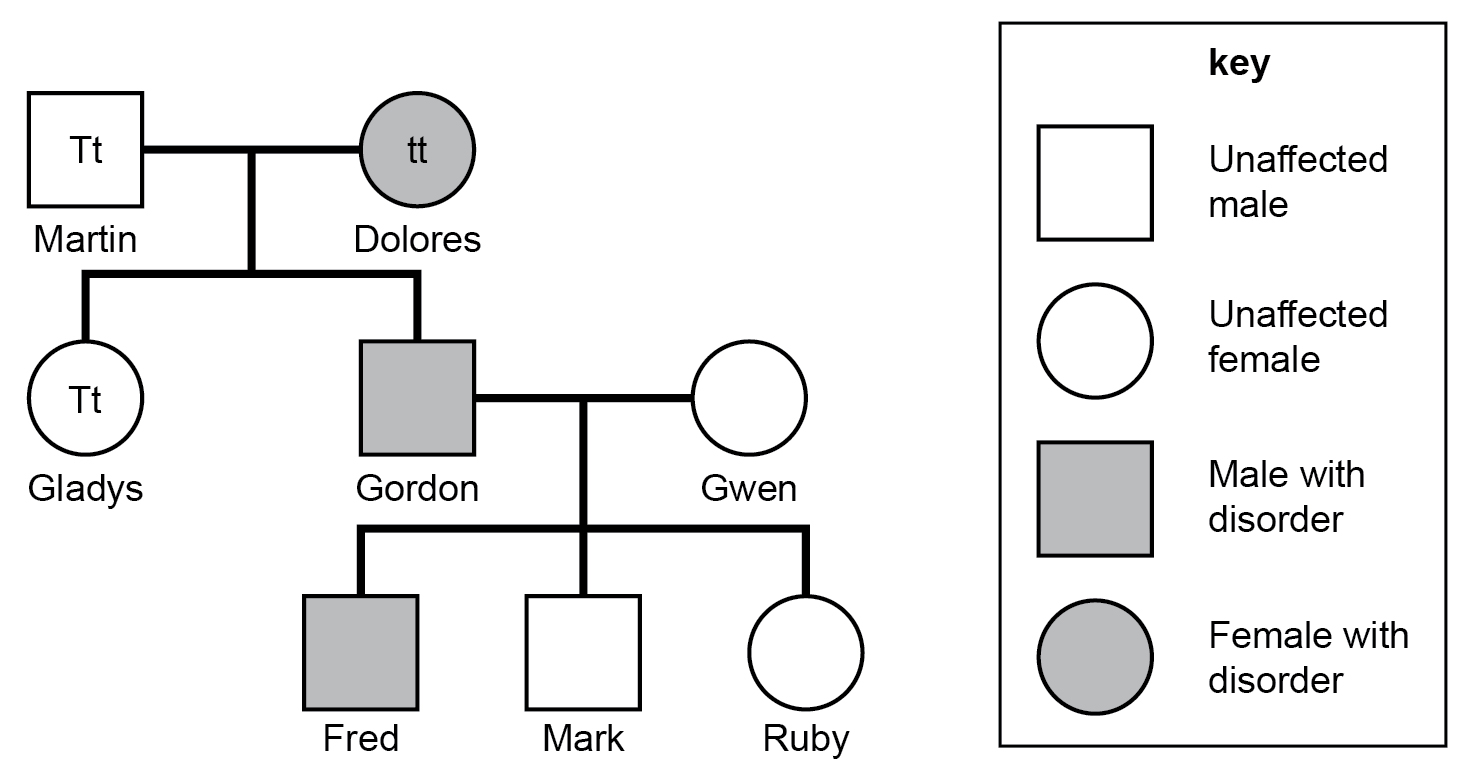 Tt
tt
Martin
Dolores
Tt
Gladys
Gordon
Gwen
Fred
Mark
Ruby
key
Unaffected
male
Unaffected
female
Male with
disorder
Female with
disorder